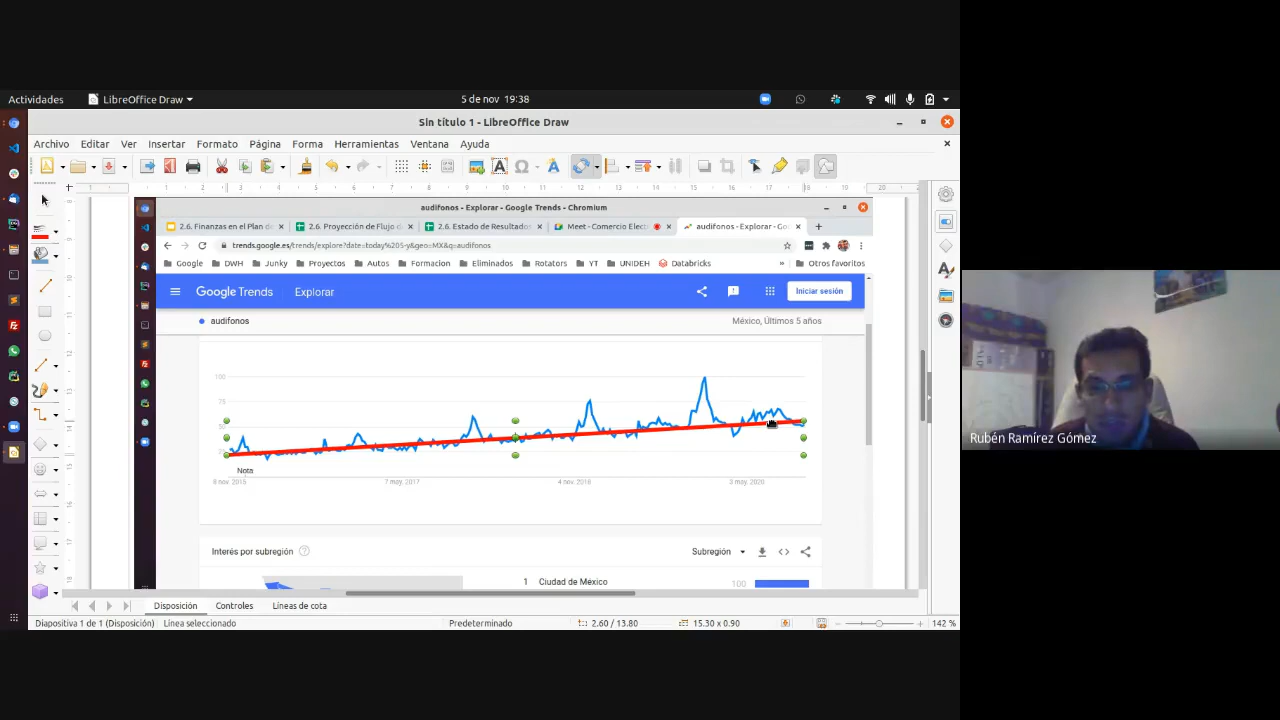 Actividades
LibreOffice Draw
5 de nov 19:38
Sin título 1 - LibreOffice Draw
Archivo Editar Ver Insertar Formato Página Forma Herramientas Ventana Ayuda
audifonos - Explorar - Google Trends - Chromium
2.6. Finanzas en el Plan de
2.6. Proyección de Flujo d
2.6. Estado de Resultados
Meet - Comercio Elect
audifonos - Explorar - Go
trends.google.es/trends/explore?date=today%205-y&geo=MX&q=audifonos
Google DWH Junky Proyectos Autos Formacion Eliminados Rotators YT UNIDEH Databricks » Otros favoritos
Google Trends Explorar Iniciar sesión
audifonos México, Últimos 5 años
100
75
50
25
Nota
8 nov. 2015 7 may. 2017 4 nov. 2018 3 may. 2020
Interés por subregión Subregión
1 Ciudad de México 100
Disposición Controles Líneas de cota
Diapositiva 1 de 1 (Disposición) Línea seleccionado Predeterminado 2.60 / 13.80 15.30 x 0.90 142 %
Rubén Ramírez Gómez